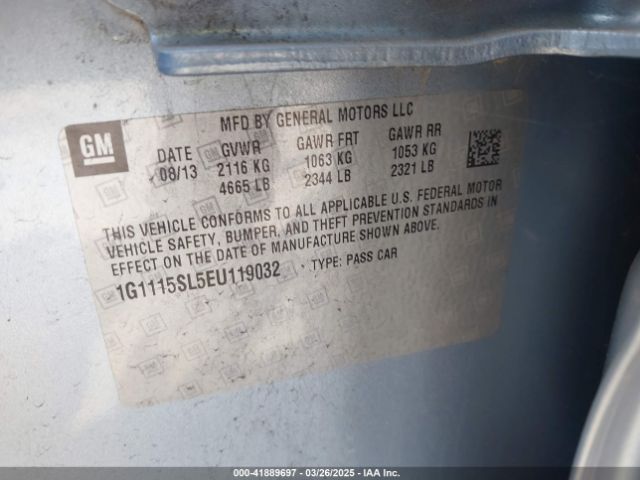 GM
MFD BY GENERAL MOTORS LLC
DATE GVWR GAWR FRT GAWR RR
08/13 2116 KG 1063 KG 1053 KG
4665 LB 2344 LB 2321 LB
THIS VEHICLE CONFORMS TO ALL APPLICABLE U.S. FEDERAL MOTOR
VEHICLE SAFETY, BUMPER, AND THEFT PREVENTION STANDARDS IN
EFFECT ON THE DATE OF MANUFACTURE SHOWN ABOVE.
1G1115SL5EU119032 TYPE: PASS CAR
000-41889697 - 03/26/2025 - IAA Inc.